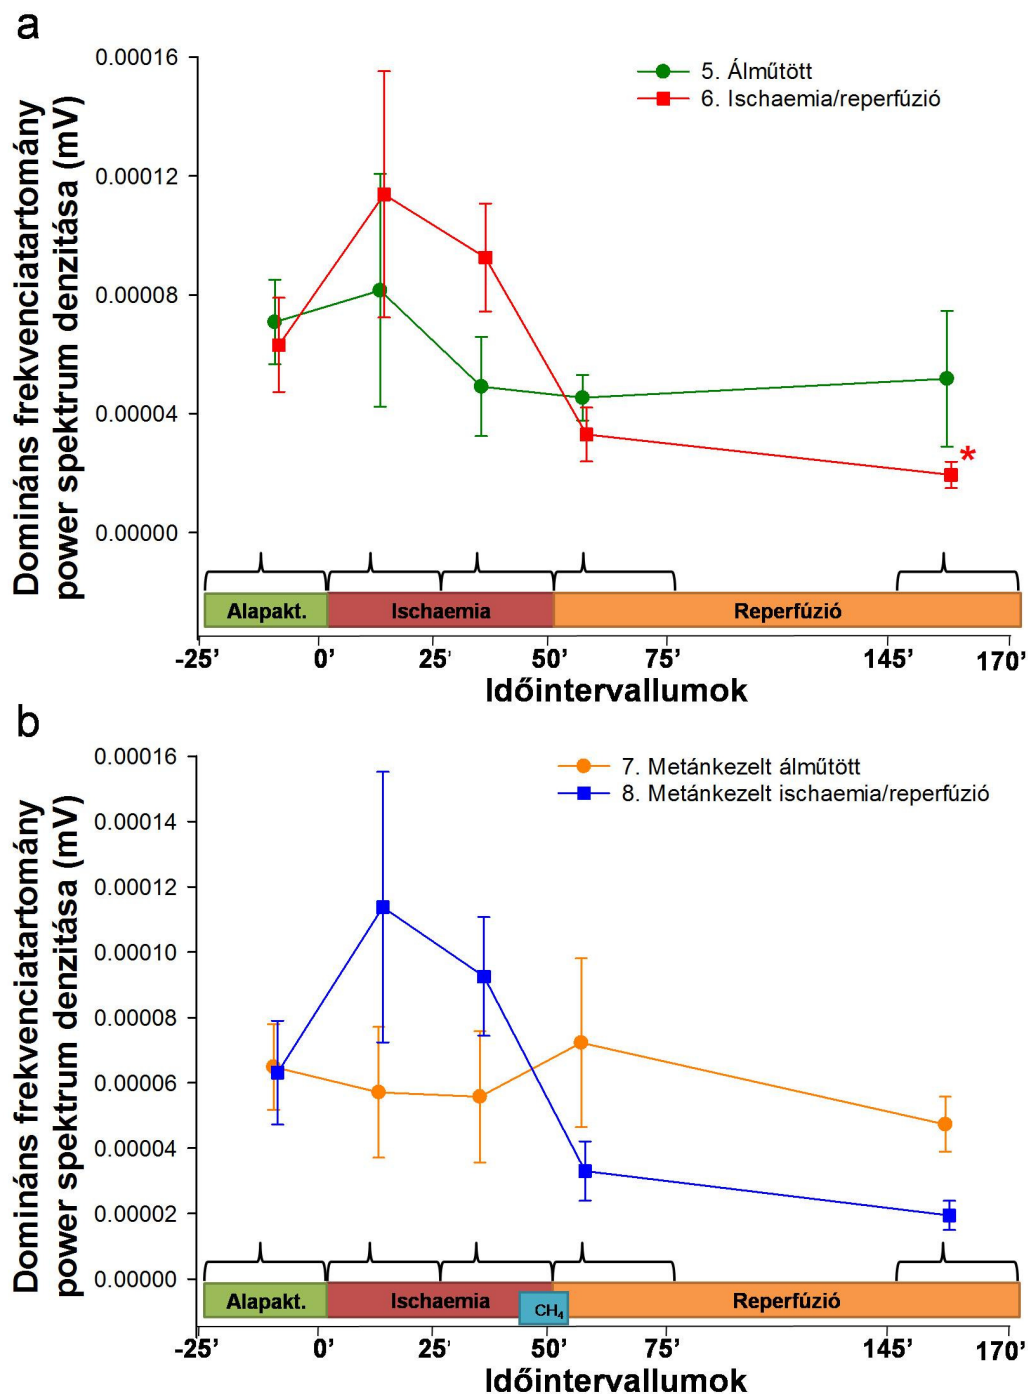 a
Domináns frekvenciatartomány
power spektrum denzitása (mV)
0.00016
0.00012
0.00008
0.00004
0.00000
5. Álműtött
6. Ischaemia/reperfúzió
*
Alapakt. Ischaemia Reperfúzió
-25' 0' 25' 50' 75' 145' 170'
Időintervallumok
b
Domináns frekvenciatartomány
power spektrum denzitása (mV)
0.00016
0.00014
0.00012
0.00010
0.00008
0.00006
0.00004
0.00002
0.00000
7. Metánkezelt álműtött
8. Metánkezelt ischaemia/reperfúzió
Alapakt. Ischaemia CH₄ Reperfúzió
-25' 0' 25' 50' 75' 145' 170'
Időintervallumok